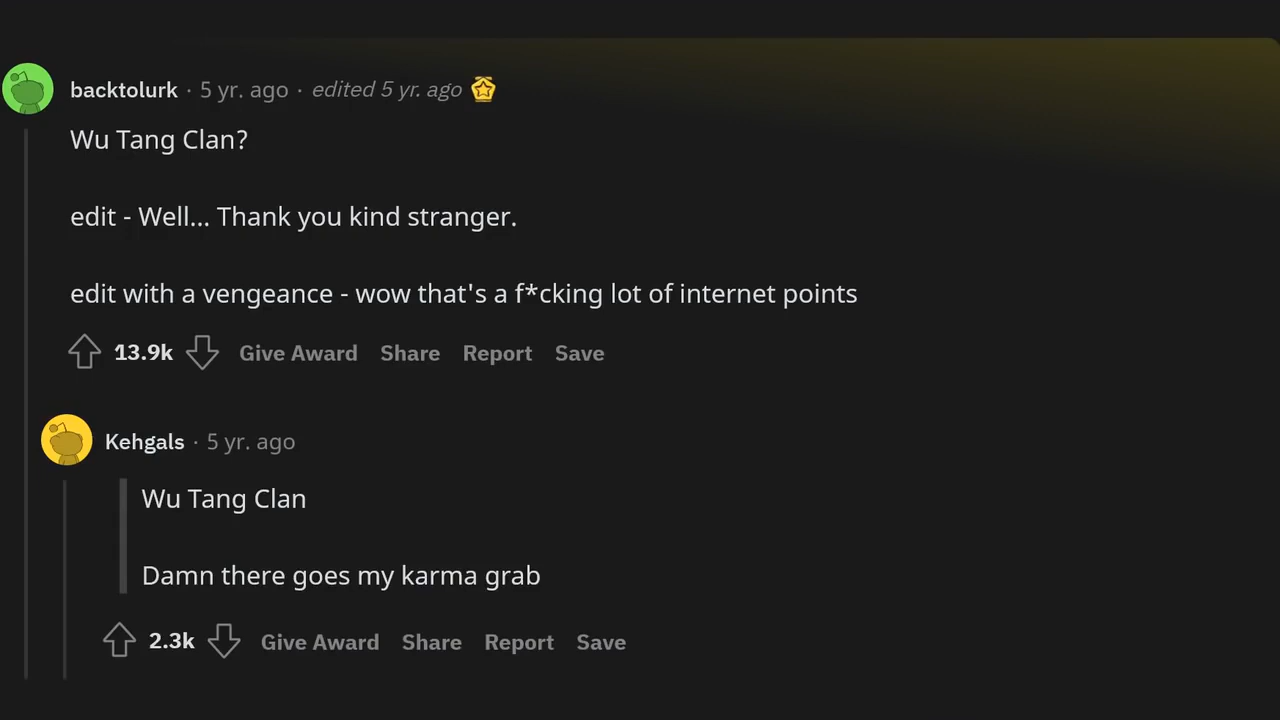 backtolurk · 5 yr. ago · edited 5 yr. ago
Wu Tang Clan?
edit - Well... Thank you kind stranger.
edit with a vengeance - wow that's a f*cking lot of internet points
13.9k Give Award Share Report Save
Kehgals · 5 yr. ago
Wu Tang Clan
Damn there goes my karma grab
2.3k Give Award Share Report Save